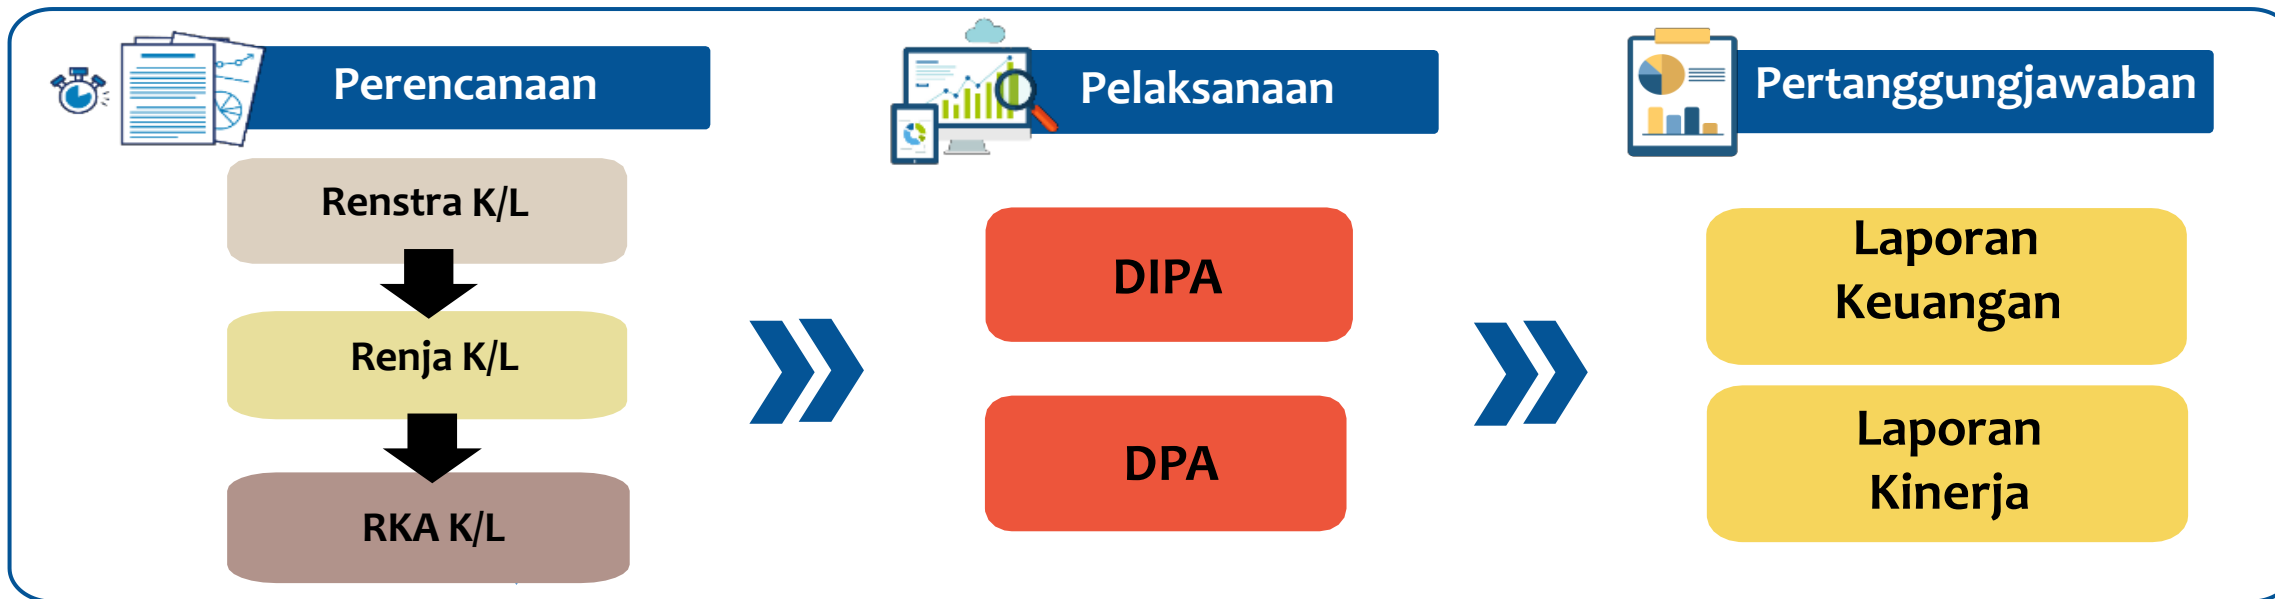 Perencanaan
Renstra K/L
Renja K/L
RKA K/L
Pelaksanaan
DIPA
DPA
Pertanggungjawaban
Laporan
Keuangan
Laporan
Kinerja